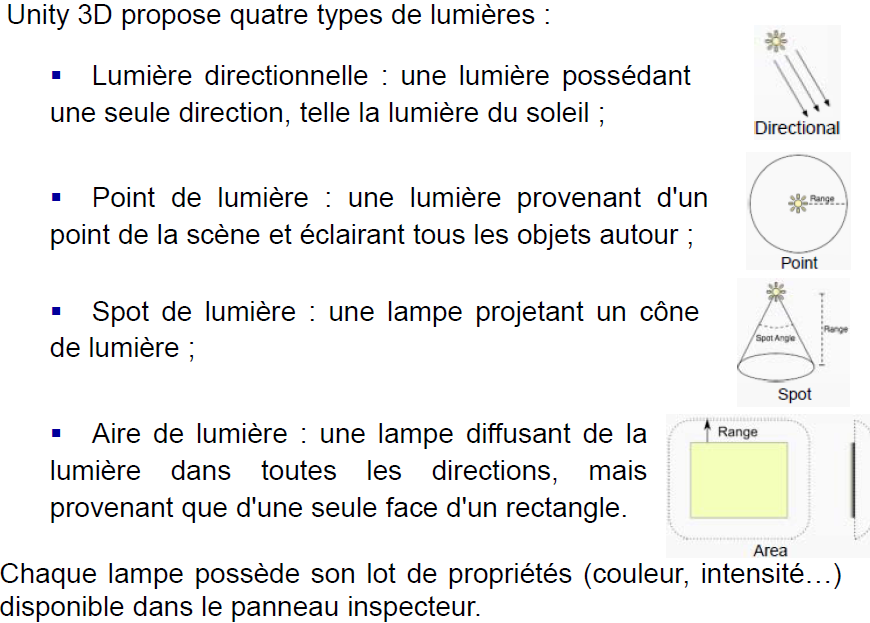 Unity 3D propose quatre types de lumières :
▪ Lumière directionnelle : une lumière possédant
une seule direction, telle la lumière du soleil ;
Directional
▪ Point de lumière : une lumière provenant d'un
point de la scène et éclairant tous les objets autour ;
Range
Point
▪ Spot de lumière : une lampe projetant un cône
de lumière ;
Range
Spot Angle
Spot
▪ Aire de lumière : une lampe diffusant de la
lumière dans toutes les directions, mais
provenant que d'une seule face d'un rectangle.
Range
Area
Chaque lampe possède son lot de propriétés (couleur, intensité…)
disponible dans le panneau inspecteur.